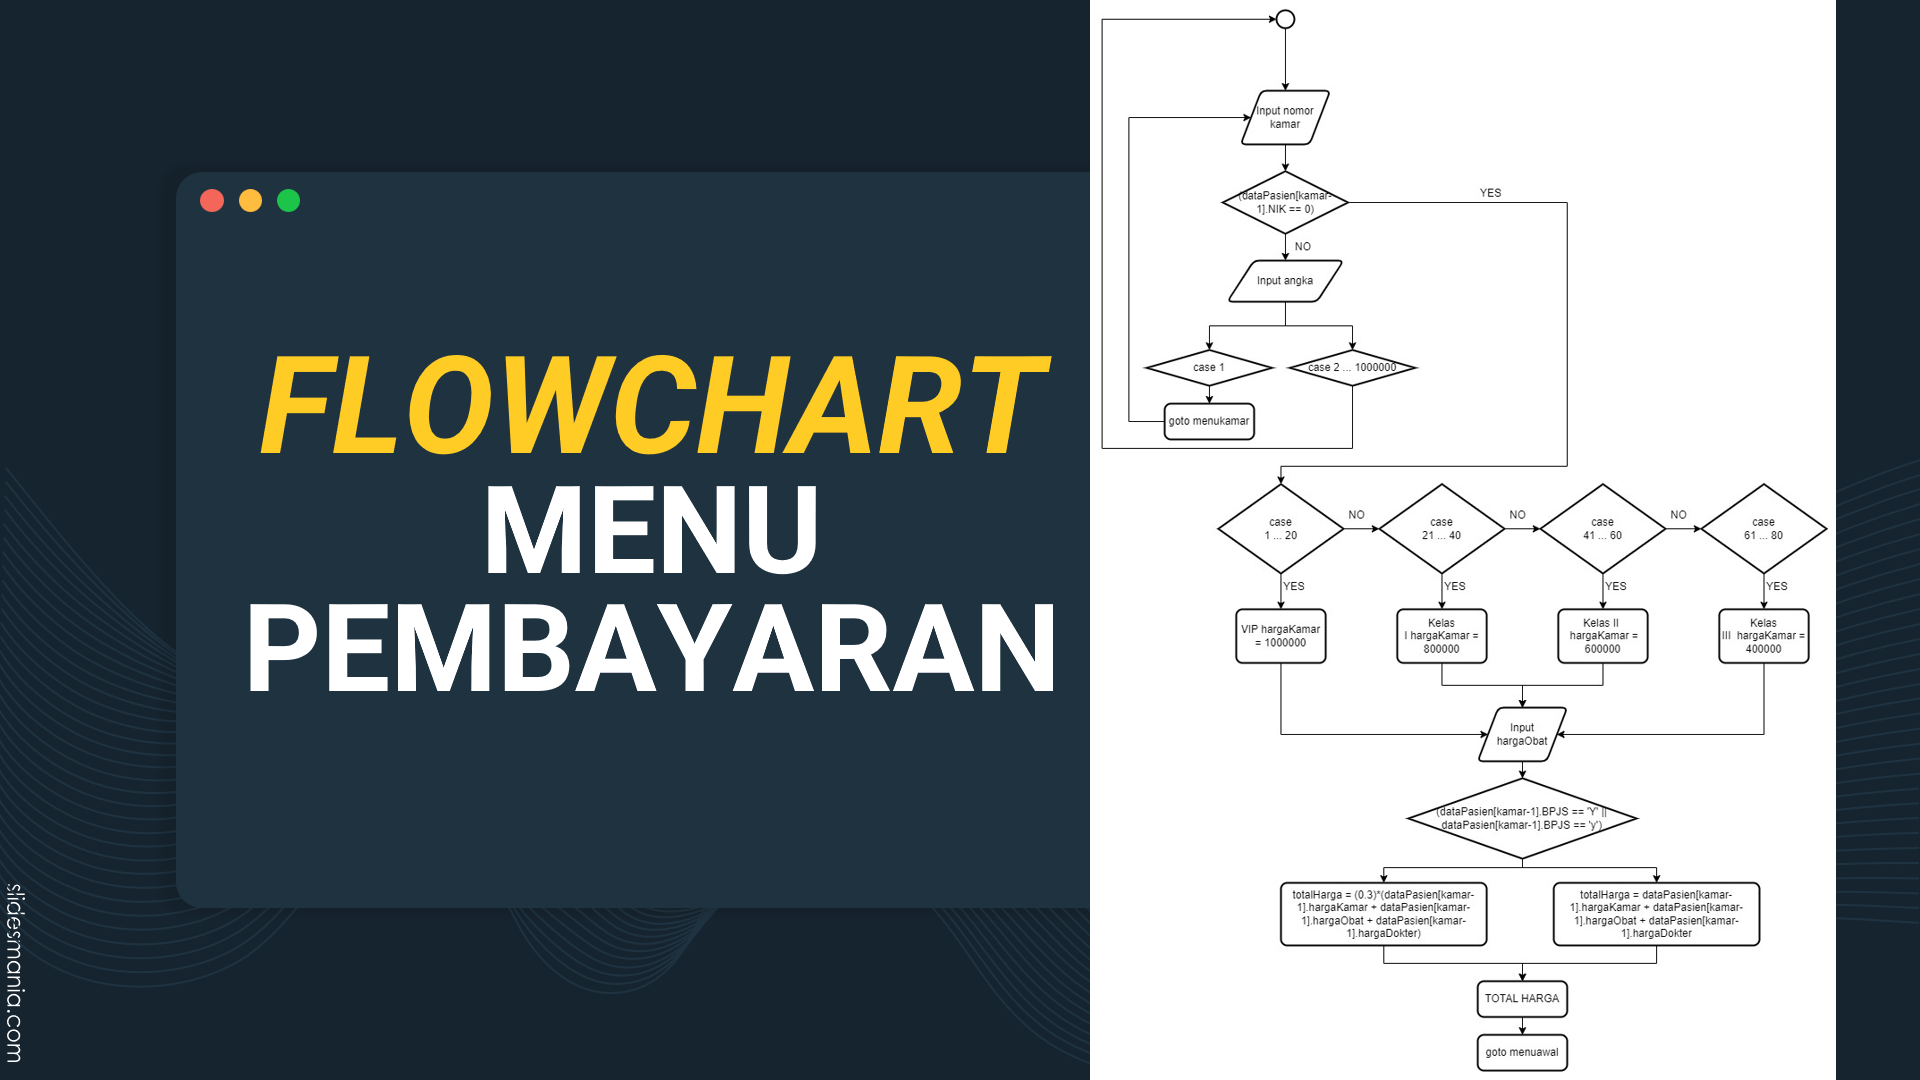 FLOWCHART
MENU
PEMBAYARAN
slidesmania.com
Input nomor
kamar
(dataPasien[kamar-
1].NIK == 0)
YES
NO
Input angka
case 1
case 2 ... 1000000
goto menukamar
case
1 ... 20
NO
case
21 ... 40
NO
case
41 ... 60
NO
case
61 ... 80
YES
YES
YES
YES
VIP hargaKamar
= 1000000
Kelas
I hargaKamar =
800000
Kelas II
hargaKamar =
600000
Kelas
III hargaKamar =
400000
Input
hargaObat
(dataPasien[kamar-1].BPJS == 'Y' ||
dataPasien[kamar-1].BPJS == 'y')
totalHarga = (0.3)*(dataPasien[kamar-
1].hargaKamar + dataPasien[kamar-
1].hargaObat + dataPasien[kamar-
1].hargaDokter)
totalHarga = dataPasien[kamar-
1].hargaKamar + dataPasien[kamar-
1].hargaObat + dataPasien[kamar-
1].hargaDokter
TOTAL HARGA
goto menuawal